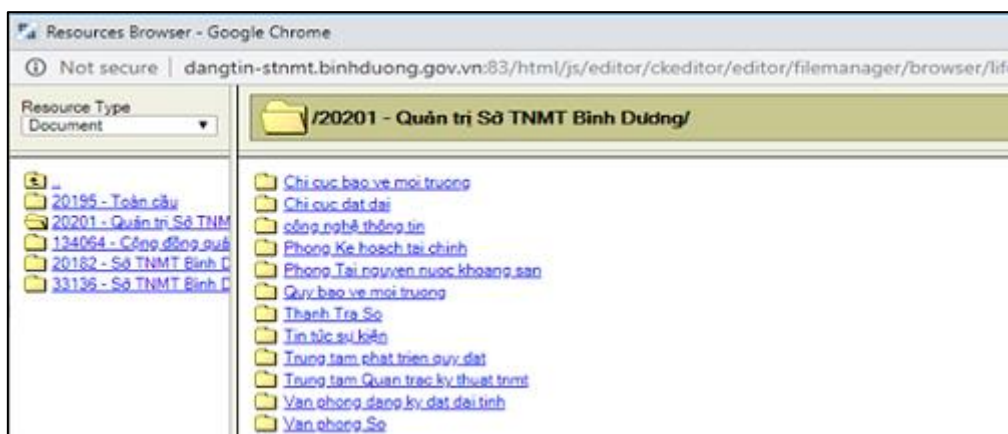 Resources Browser - Google Chrome
Not secure | dangtin-stnmt.binhduong.gov.vn:83/html/js/editor/ckeditor/editor/filemanager/browser/life
Resource Type
Document
/20201 - Quản trị Sở TNMT Bình Dương/
..
20195 - Toàn cầu
20201 - Quản trị Sở TNM
134064 - Cộng đồng quả
20182 - Sở TNMT Bình D
33136 - Sở TNMT Bình D
Chi cuc bao ve moi truong
Chi cuc dat dai
công nghệ thông tin
Phong Ke hoach tai chinh
Phong Tai nguyen nuoc khoang san
Quy bao ve moi truong
Thanh Tra So
Tin tức sự kiện
Trung tam phat trien quy dat
Trung tam Quan trac ky thuat tnmt
Van phong dang ky dat dai tinh
Van phong So